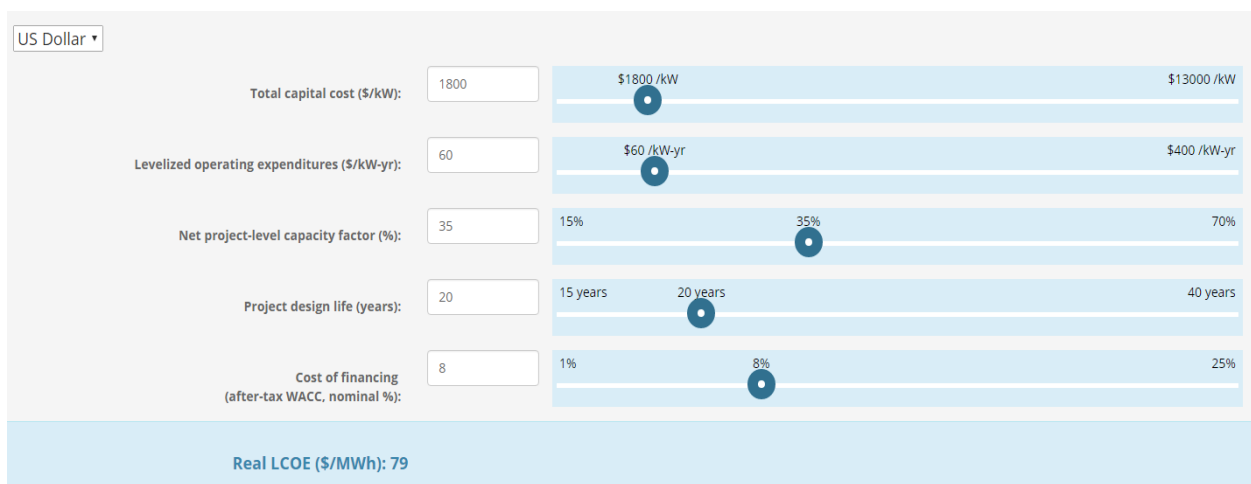 US Dollar
Total capital cost ($/kW): 1800 $1800 /kW $13000 /kW
Levelized operating expenditures ($/kW-yr): 60 $60 /kW-yr $400 /kW-yr
Net project-level capacity factor (%): 35 15% 35% 70%
Project design life (years): 20 15 years 20 years 40 years
Cost of financing 8 1% 8% 25%
(after-tax WACC, nominal %):
Real LCOE ($/MWh): 79